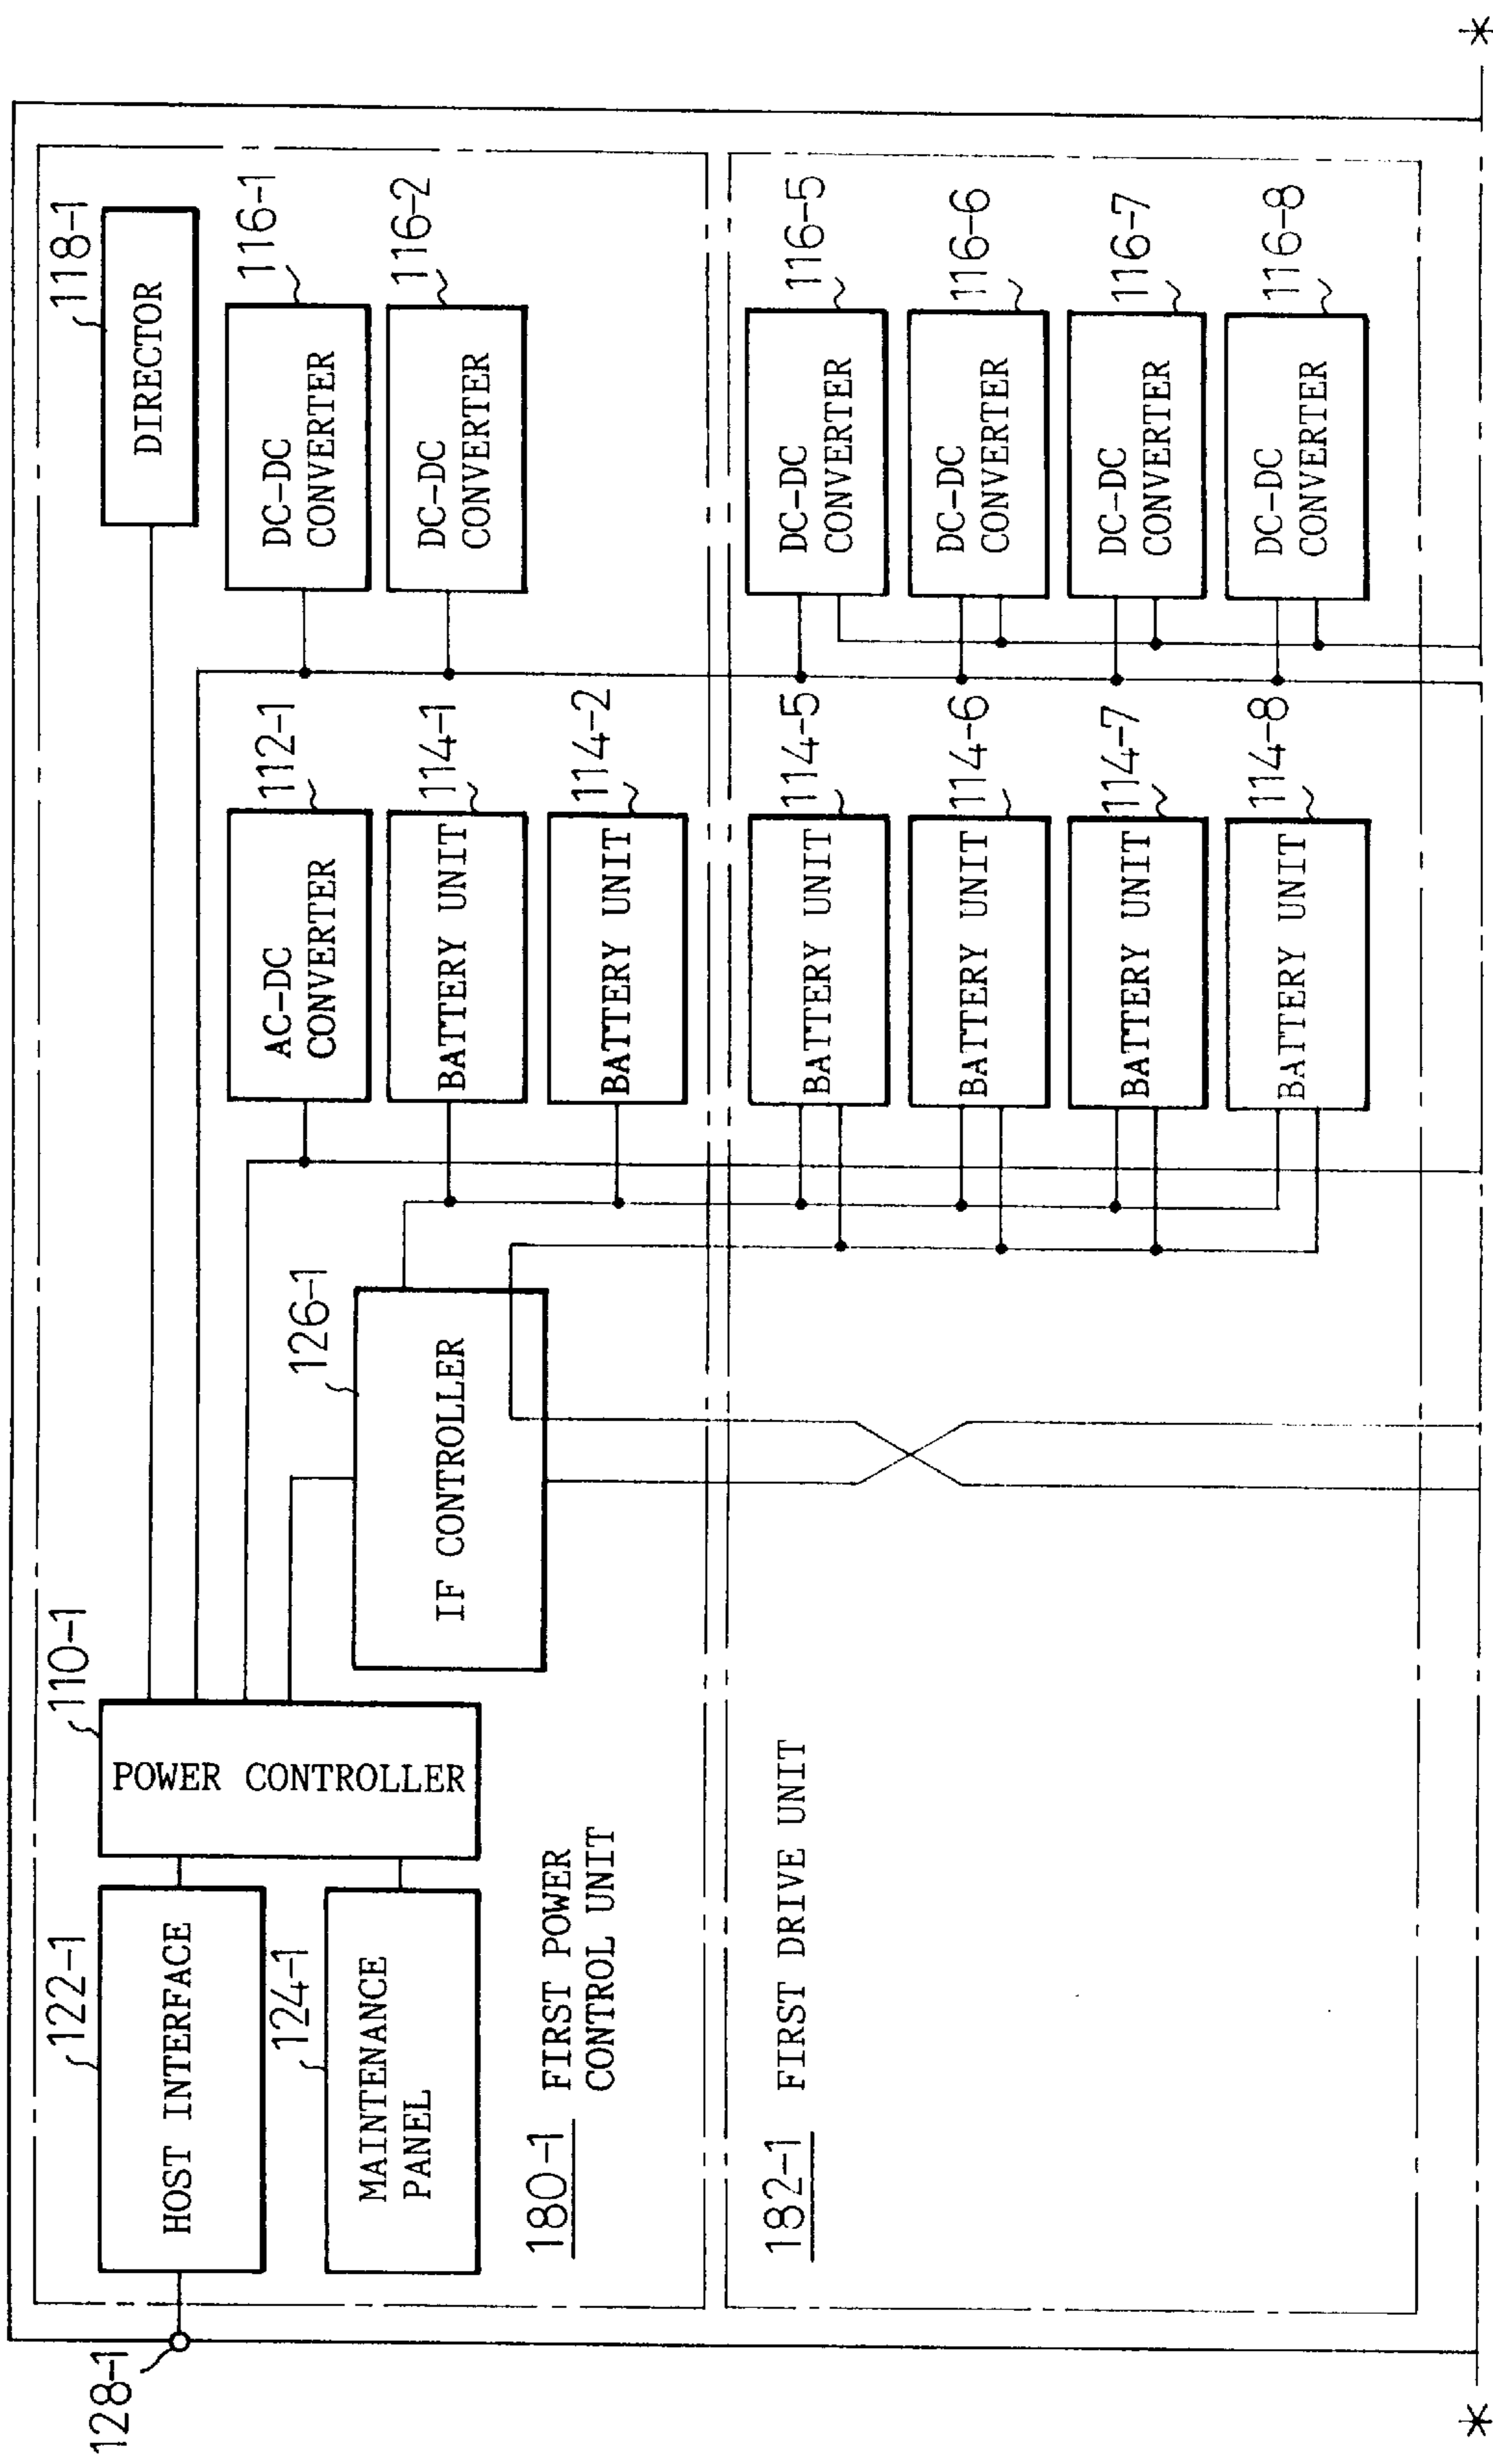 118-1
DIRECTOR
116-1
DC-DC
CONVERTER
116-2
DC-DC
CONVERTER
112-1
AC-DC
CONVERTER
114-1
BATTERY UNIT
114-2
BATTERY UNIT
126-1
IF CONTROLLER
110-1
POWER CONTROLLER
122-1
HOST INTERFACE
124-1
MAINTENANCE
PANEL
128-1
180-1 FIRST POWER
CONTROL UNIT
116-5
DC-DC
CONVERTER
116-6
DC-DC
CONVERTER
116-7
DC-DC
CONVERTER
116-8
DC-DC
CONVERTER
114-5
BATTERY UNIT
114-6
BATTERY UNIT
114-7
BATTERY UNIT
114-8
BATTERY UNIT
182-1 FIRST DRIVE UNIT
*
*